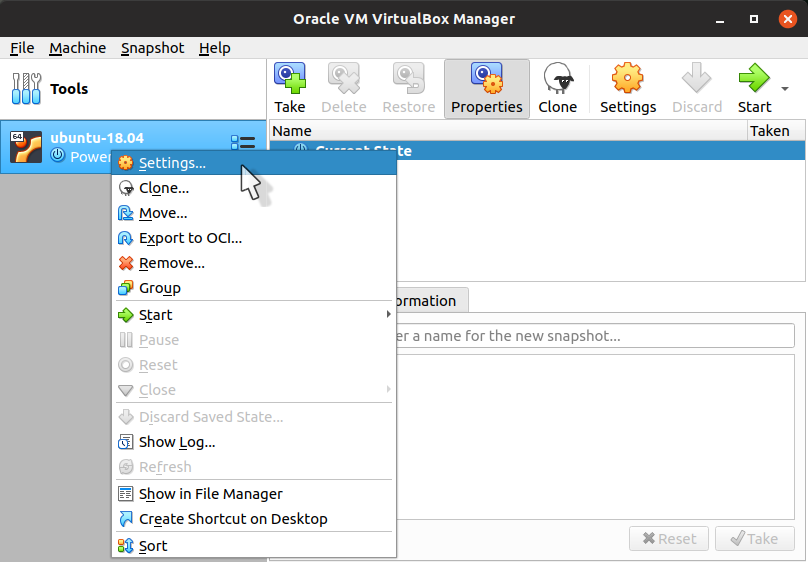 Oracle VM VirtualBox Manager
File Machine Snapshot Help
Tools
Take Delete Restore Properties Clone Settings Discard Start
64
ubuntu-18.04
Power
Name Taken
Current State
Settings...
Clone...
Move...
Export to OCI...
Remove...
Group
Start
Pause
Reset
Close
Discard Saved State...
Show Log...
Refresh
Show in File Manager
Create Shortcut on Desktop
Sort
ormation
er a name for the new snapshot...
Reset Take